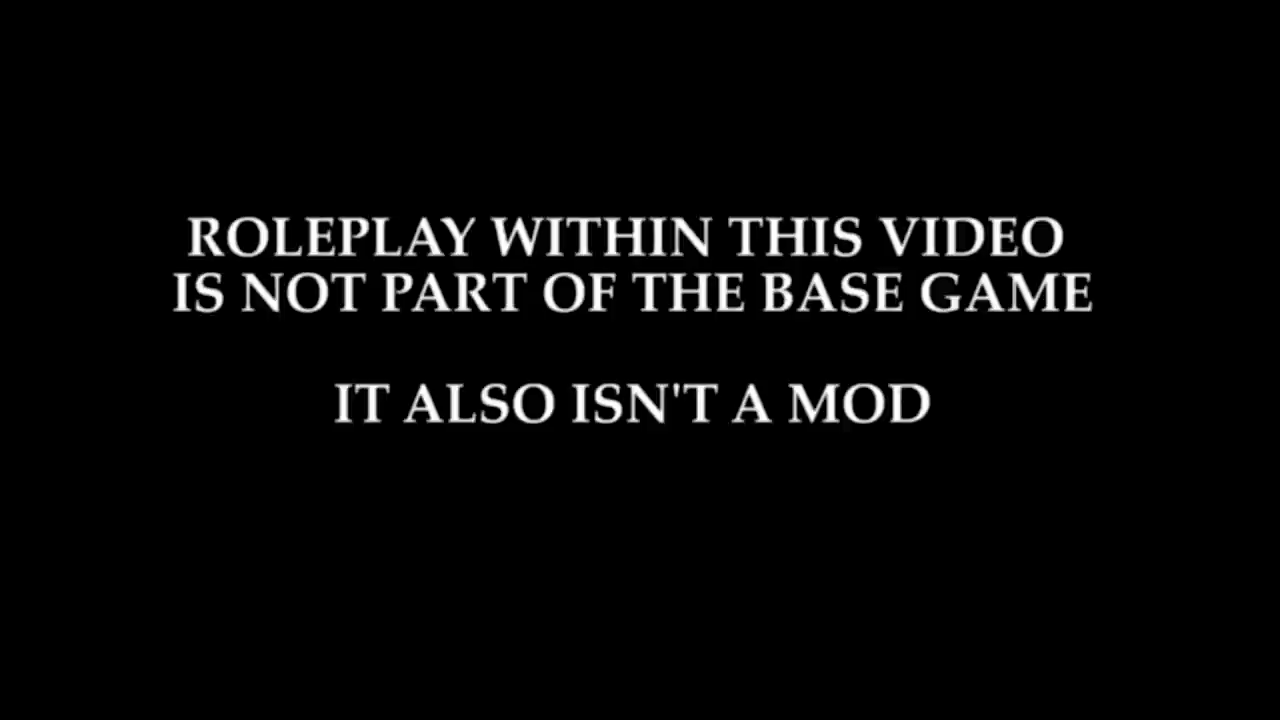 ROLEPLAY WITHIN THIS VIDEO
IS NOT PART OF THE BASE GAME
IT ALSO ISN'T A MOD